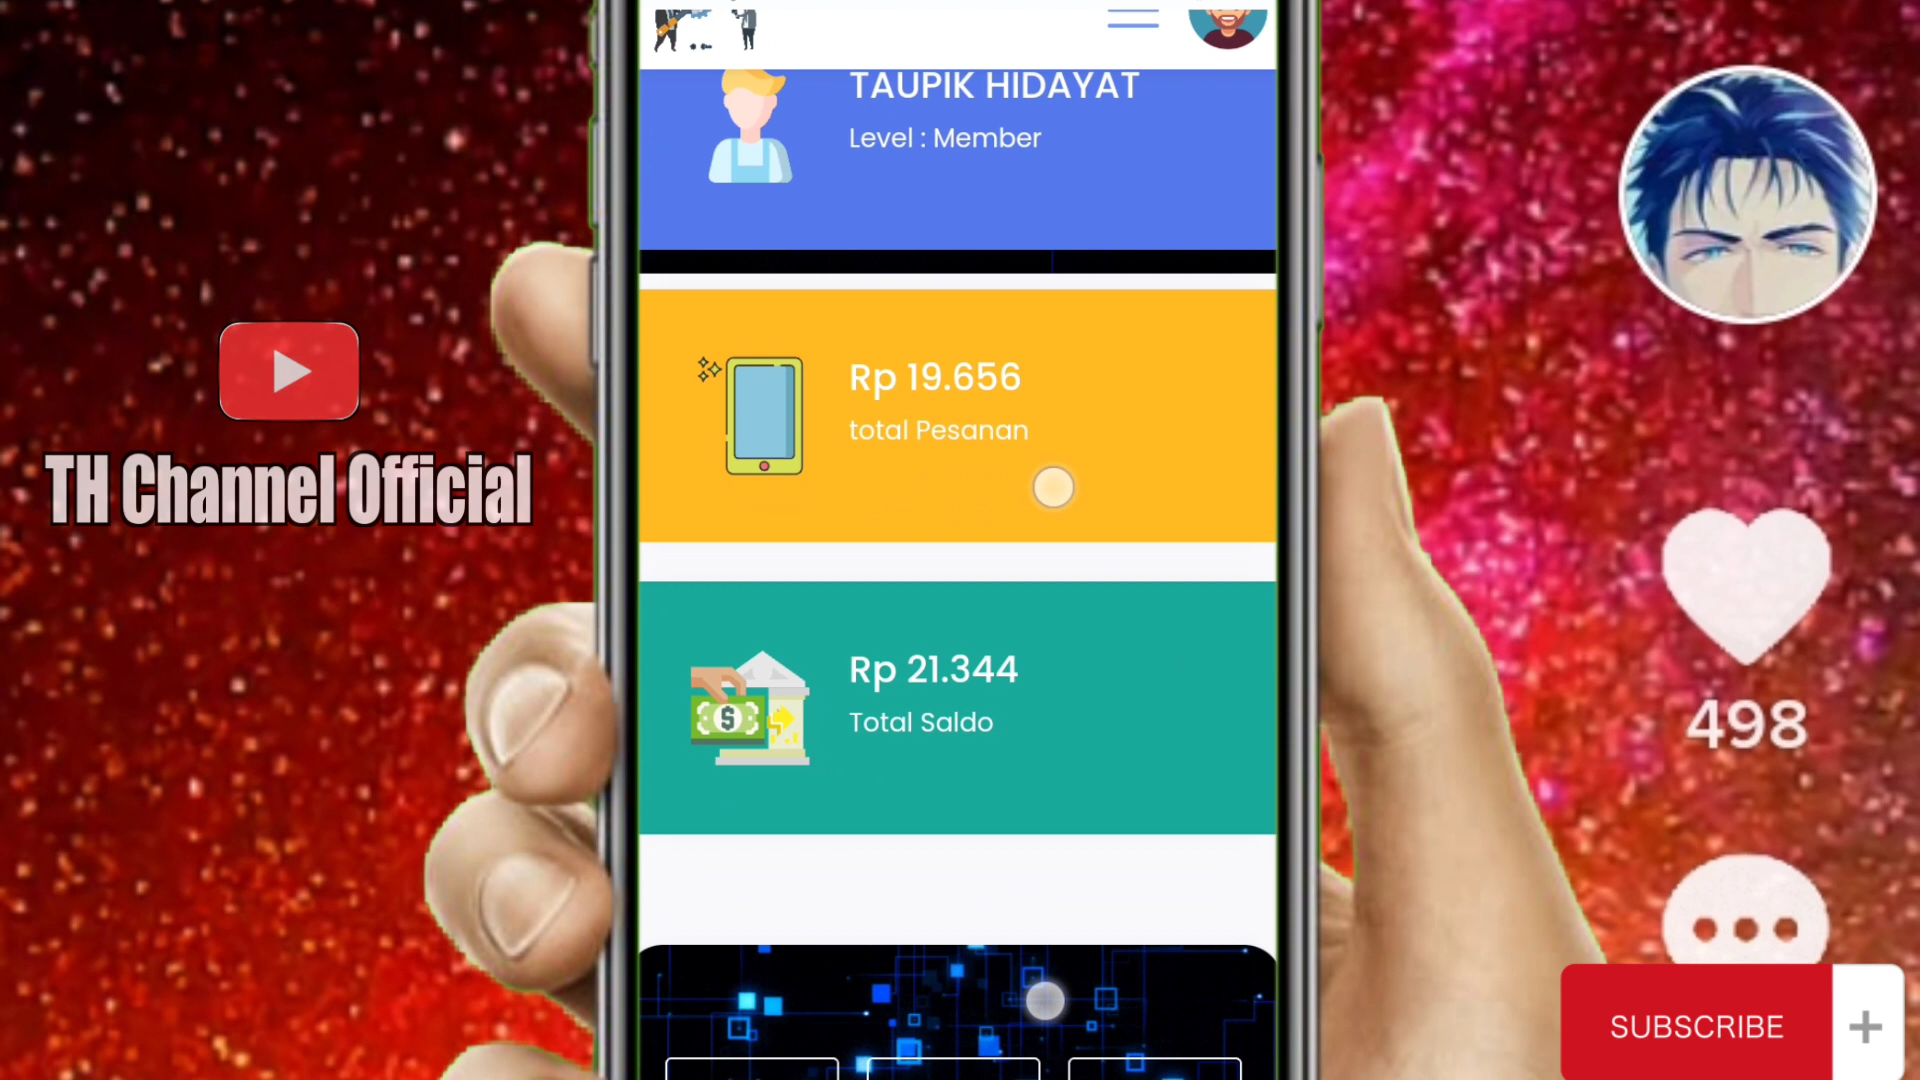 TAUPIK HIDAYAT
Level : Member
Rp 19.656
total Pesanan
Rp 21.344
Total Saldo
TH Channel Official
498
SUBSCRIBE